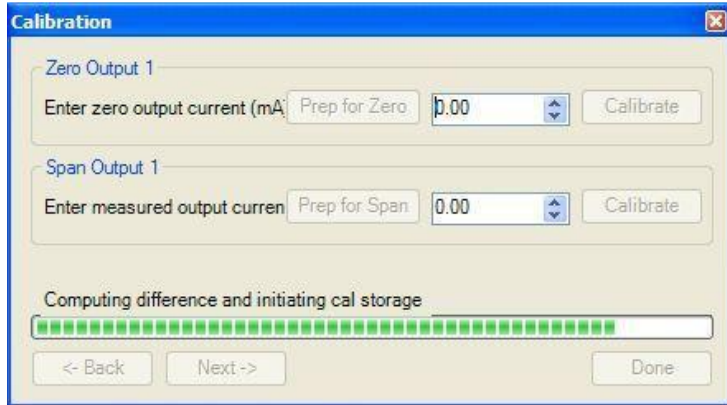 Calibration
Zero Output 1
Enter zero output current (mA) Prep for Zero 0.00 Calibrate
Span Output 1
Enter measured output curren Prep for Span 0.00 Calibrate
Computing difference and initiating cal storage
<- Back Next -> Done